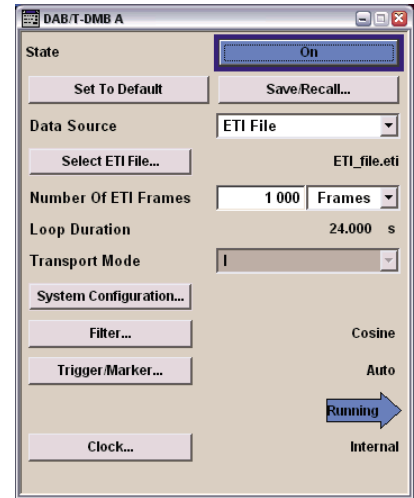 DAB/T-DMB A
State On
Set To Default Save/Recall...
Data Source ETI File
Select ETI File... ETI_file.eti
Number Of ETI Frames 1 000 Frames
Loop Duration 24.000 s
Transport Mode I
System Configuration...
Filter... Cosine
Trigger/Marker... Auto
Running
Clock... Internal